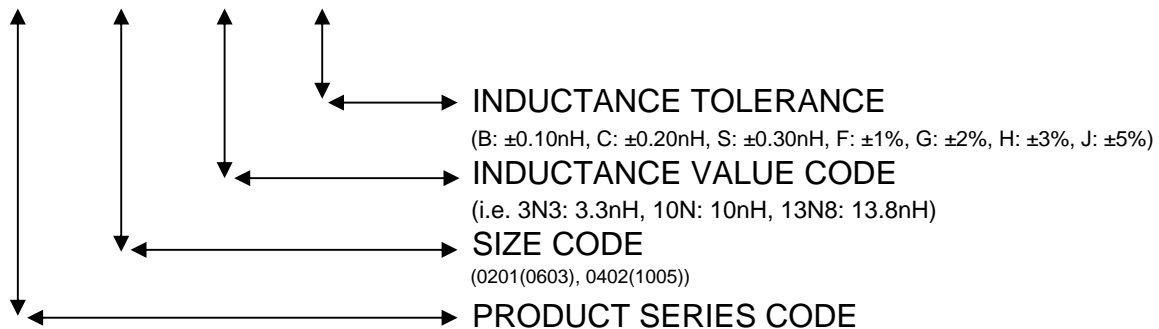 INDUCTANCE TOLERANCE
(B: ±0.10nH, C: ±0.20nH, S: ±0.30nH, F: ±1%, G: ±2%, H: ±3%, J: ±5%)
INDUCTANCE VALUE CODE
(i.e. 3N3: 3.3nH, 10N: 10nH, 13N8: 13.8nH)
SIZE CODE
(0201(0603), 0402(1005))
PRODUCT SERIES CODE